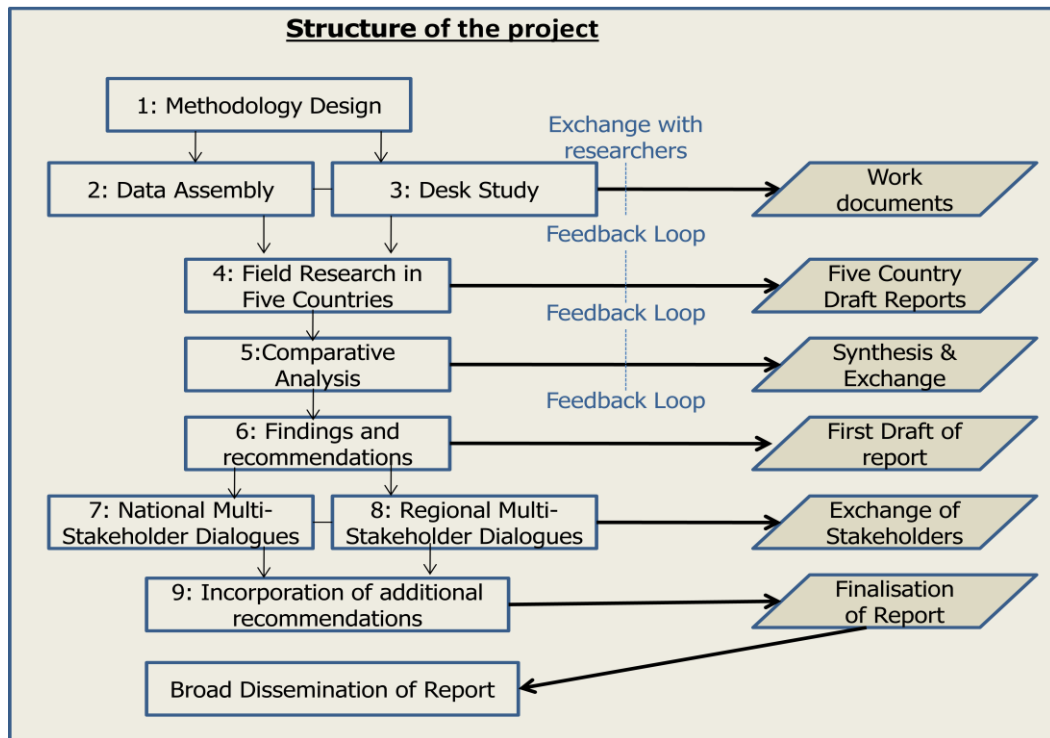 Structure of the project
1: Methodology Design
Exchange with
researchers
2: Data Assembly
3: Desk Study
Work
documents
Feedback Loop
4: Field Research in
Five Countries
Five Country
Draft Reports
Feedback Loop
5:Comparative
Analysis
Synthesis &
Exchange
Feedback Loop
6: Findings and
recommendations
First Draft of
report
7: National Multi-
Stakeholder Dialogues
8: Regional Multi-
Stakeholder Dialogues
Exchange of
Stakeholders
9: Incorporation of additional
recommendations
Finalisation
of Report
Broad Dissemination of Report